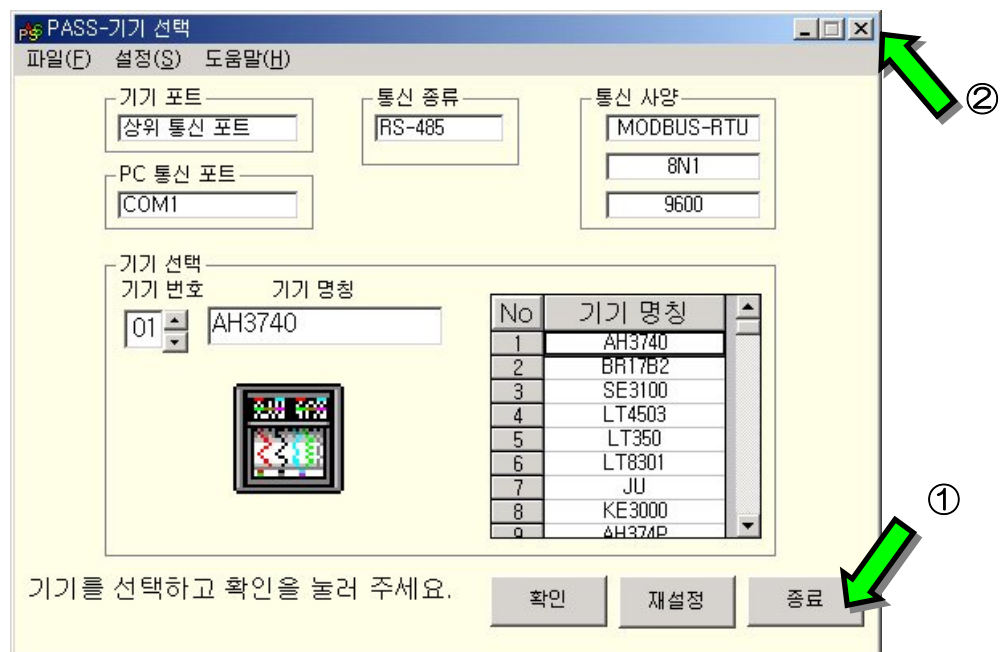 PASS-기기 선택
파일(F) 설정(S) 도움말(H)
②
기기 포트
상위 통신 포트
통신 종류
RS-485
통신 사양
MODBUS-RTU
8N1
9600
PC 통신 포트
COM1
기기 선택
기기 번호 기기 명칭
01 AH3740
No 기기 명칭
1 AH3740
2 BR17B2
3 SE3100
4 LT4503
5 LT350
6 LT8301
7 JU
8 KE3000
9 AH374P
①
기기를 선택하고 확인을 눌러 주세요.
확인 재설정 종료